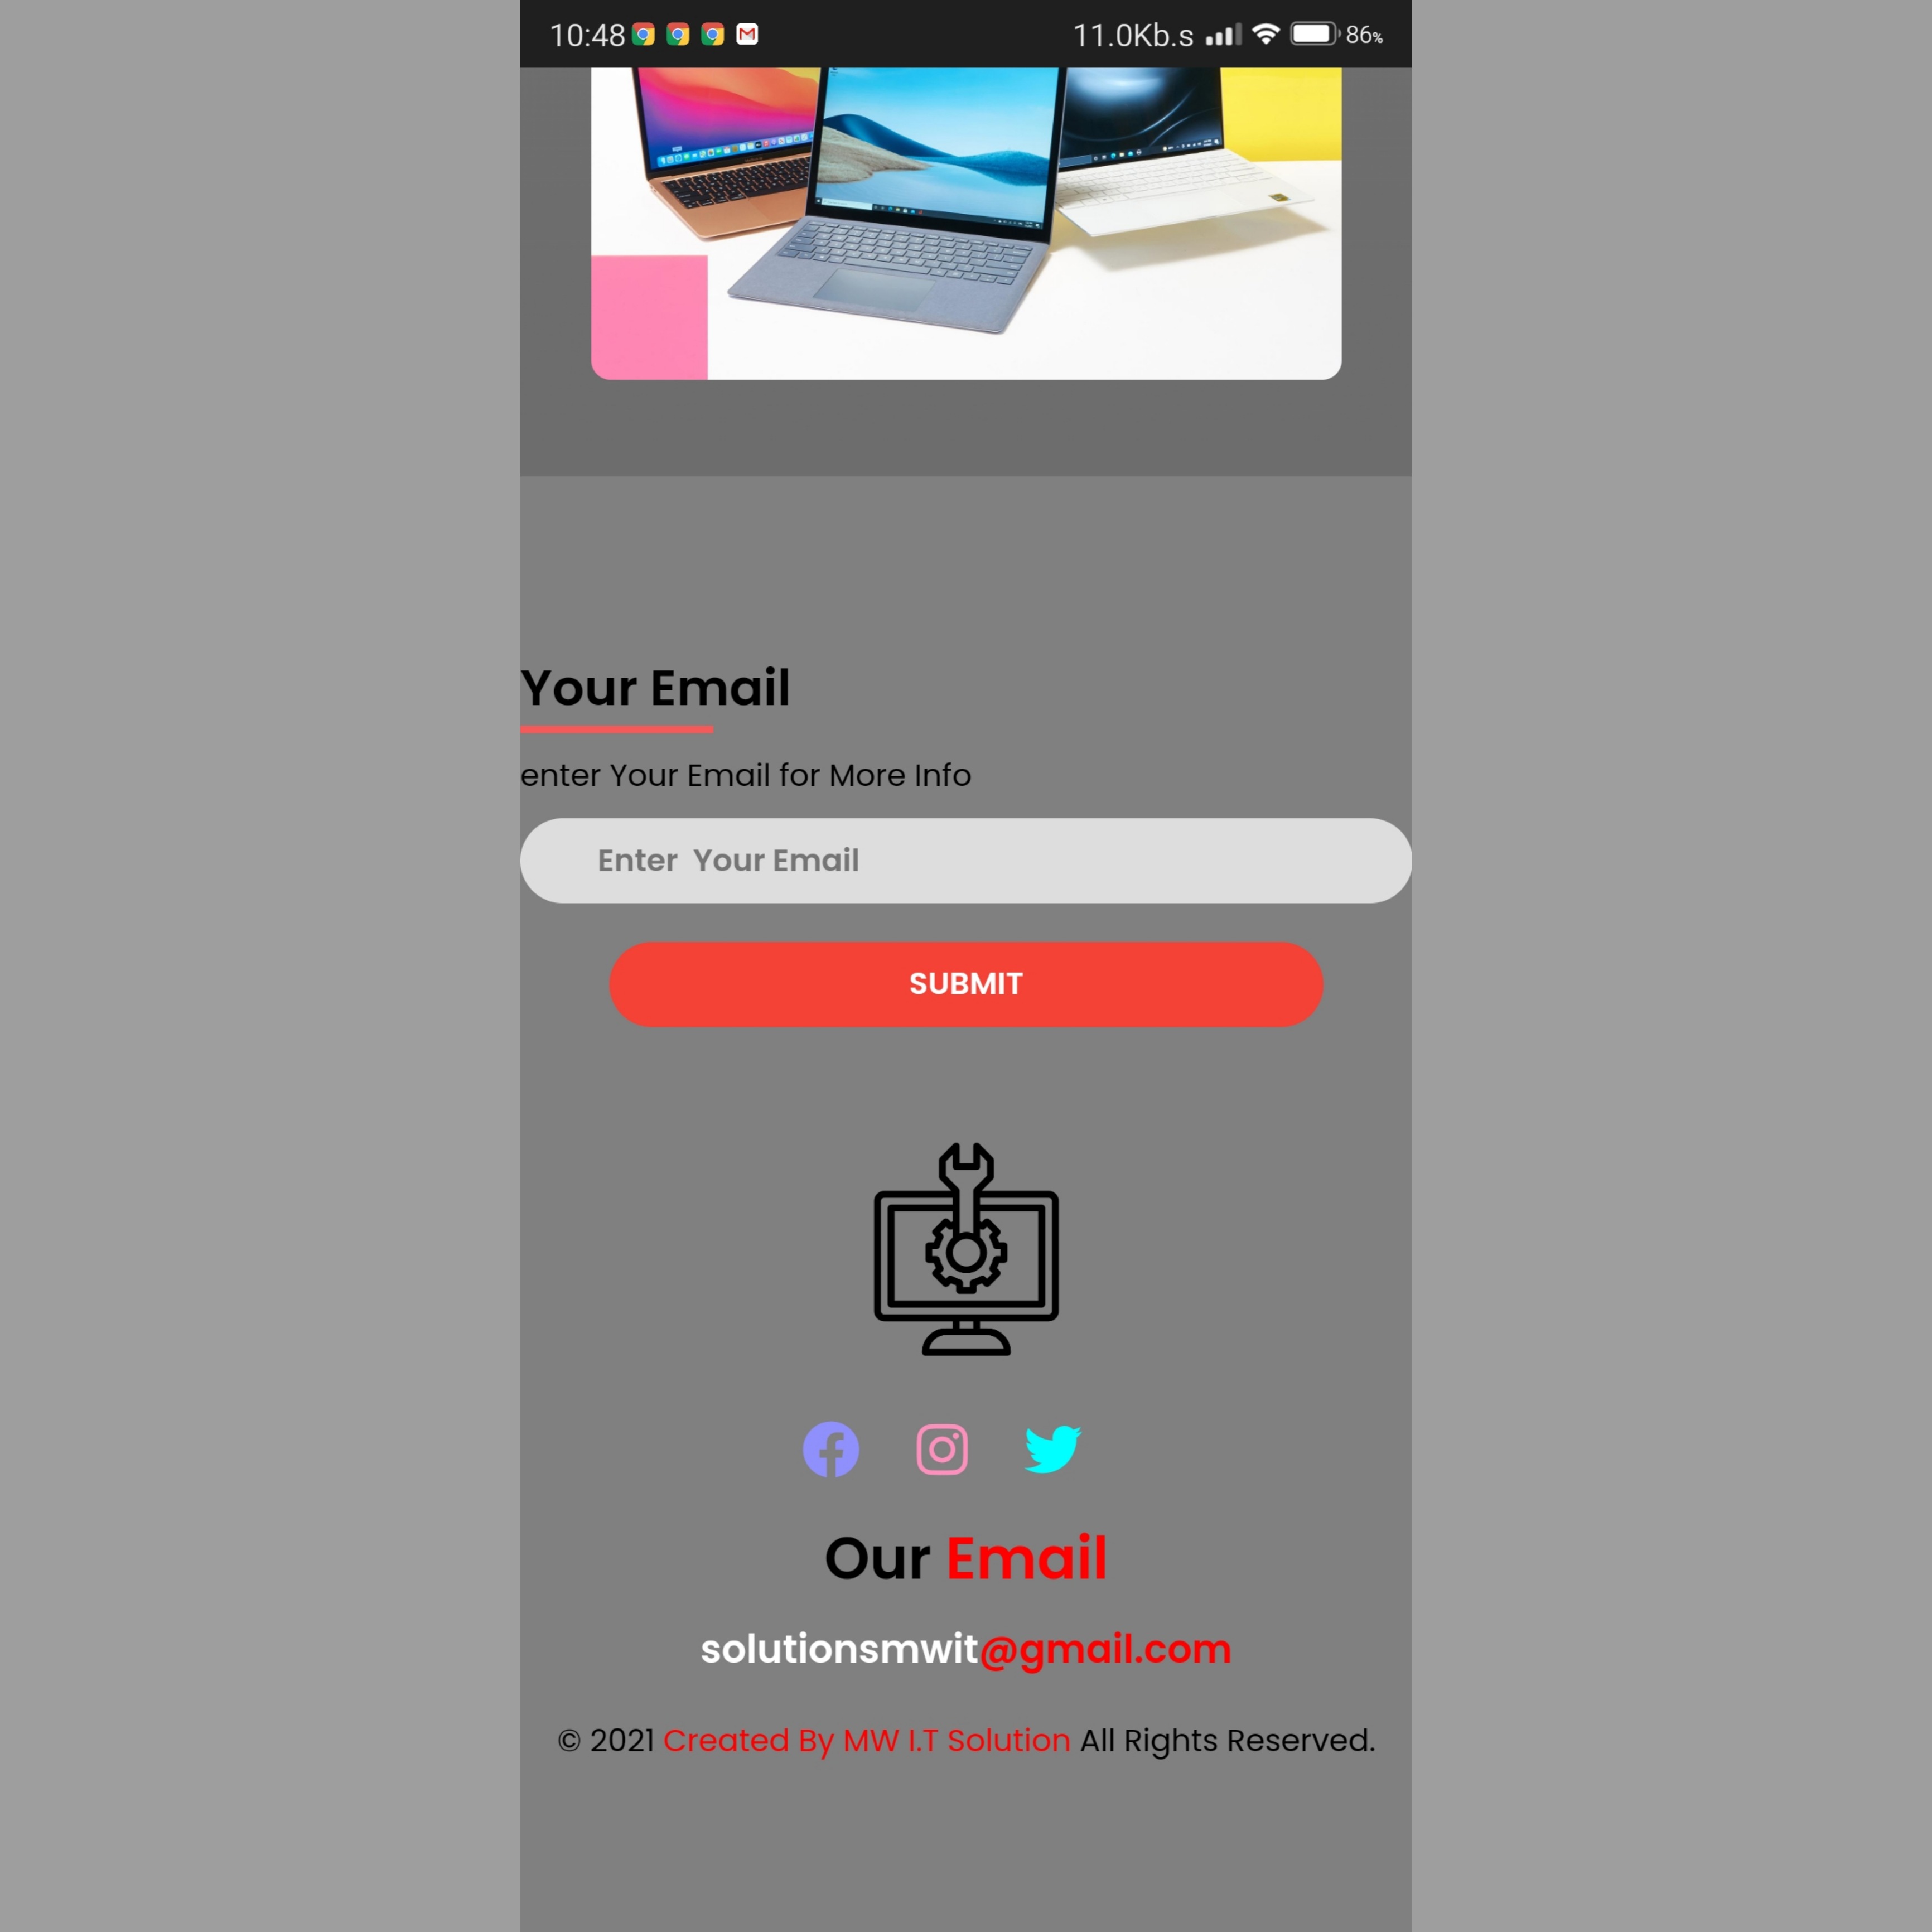 10:48 11.0Kb.s 86%
Your Email
enter Your Email for More Info
Enter  Your Email
SUBMIT
Our Email
solutionsmwit@gmail.com
© 2021 Created By MW I.T Solution All Rights Reserved.